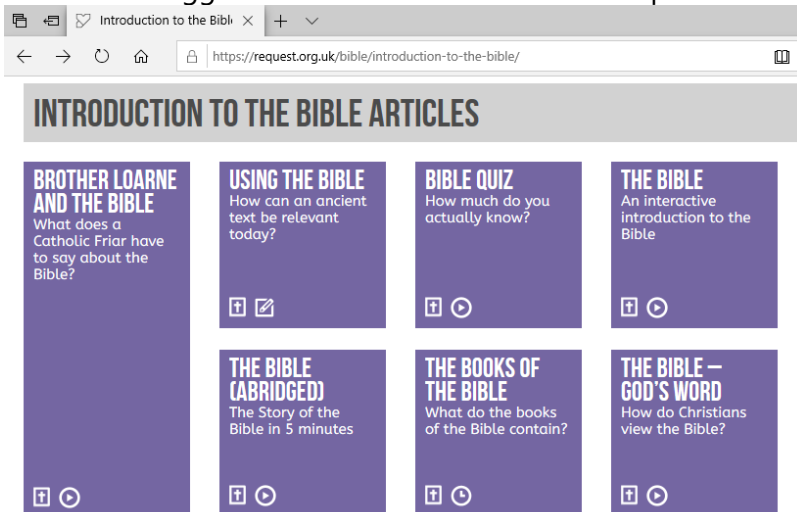 Introduction to the Bibl
https://request.org.uk/bible/introduction-to-the-bible/
INTRODUCTION TO THE BIBLE ARTICLES
BROTHER LOARNE
AND THE BIBLE
What does a
Catholic Friar have
to say about the
Bible?
USING THE BIBLE
How can an ancient
text be relevant
today?
BIBLE QUIZ
How much do you
actually know?
THE BIBLE
An interactive
introduction to the
Bible
THE BIBLE
(ABRIDGED)
The Story of the
Bible in 5 minutes
THE BOOKS OF
THE BIBLE
What do the books
of the Bible contain?
THE BIBLE –
GOD'S WORD
How do Christians
view the Bible?